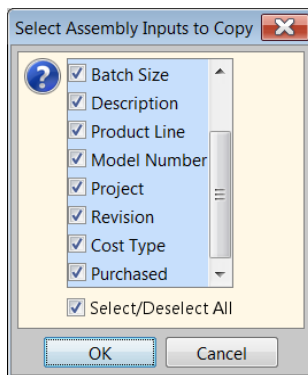 Select Assembly Inputs to Copy
Batch Size
Description
Product Line
Model Number
Project
Revision
Cost Type
Purchased
Select/Deselect All
OK
Cancel